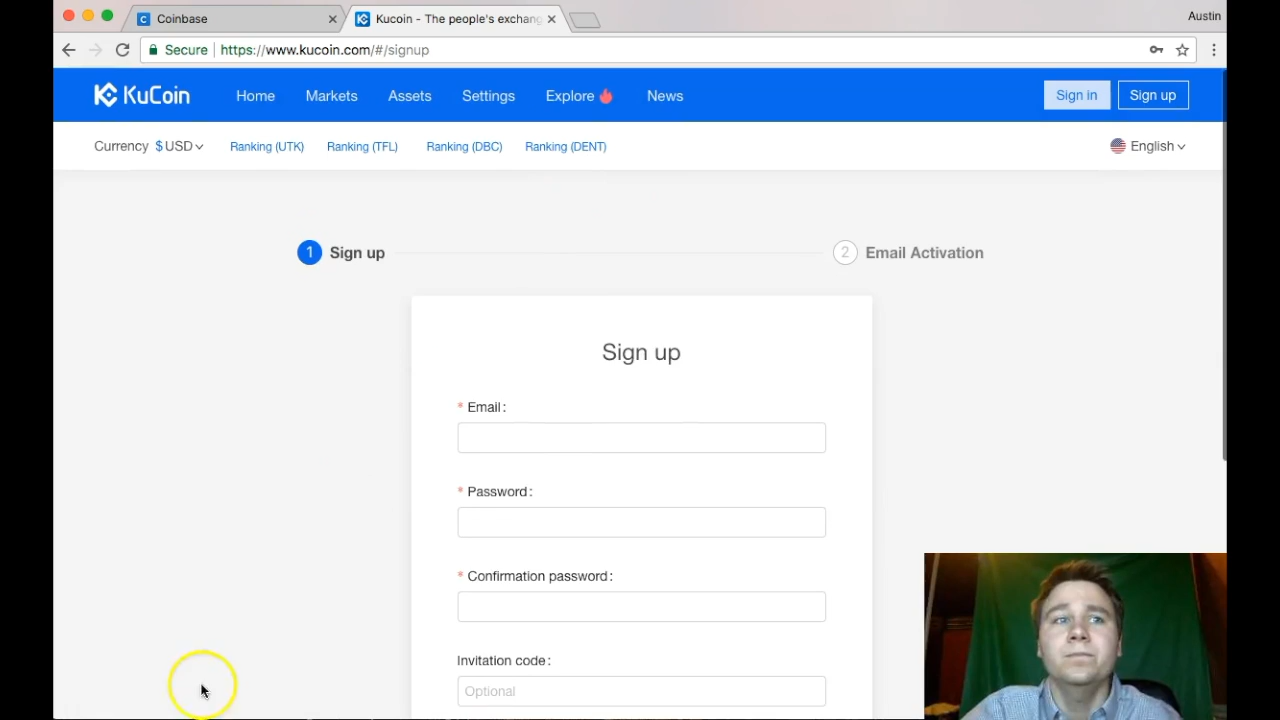 Coinbase
Kucoin - The people's exchang
Austin
Secure
https://www.kucoin.com/#/signup
KuCoin
Home
Markets
Assets
Settings
Explore
News
Sign in
Sign up
Currency $ USD
Ranking (UTK)
Ranking (TFL)
Ranking (DBC)
Ranking (DENT)
English
1 Sign up
2 Email Activation
Sign up
* Email:
* Password:
* Confirmation password:
Invitation code:
Optional